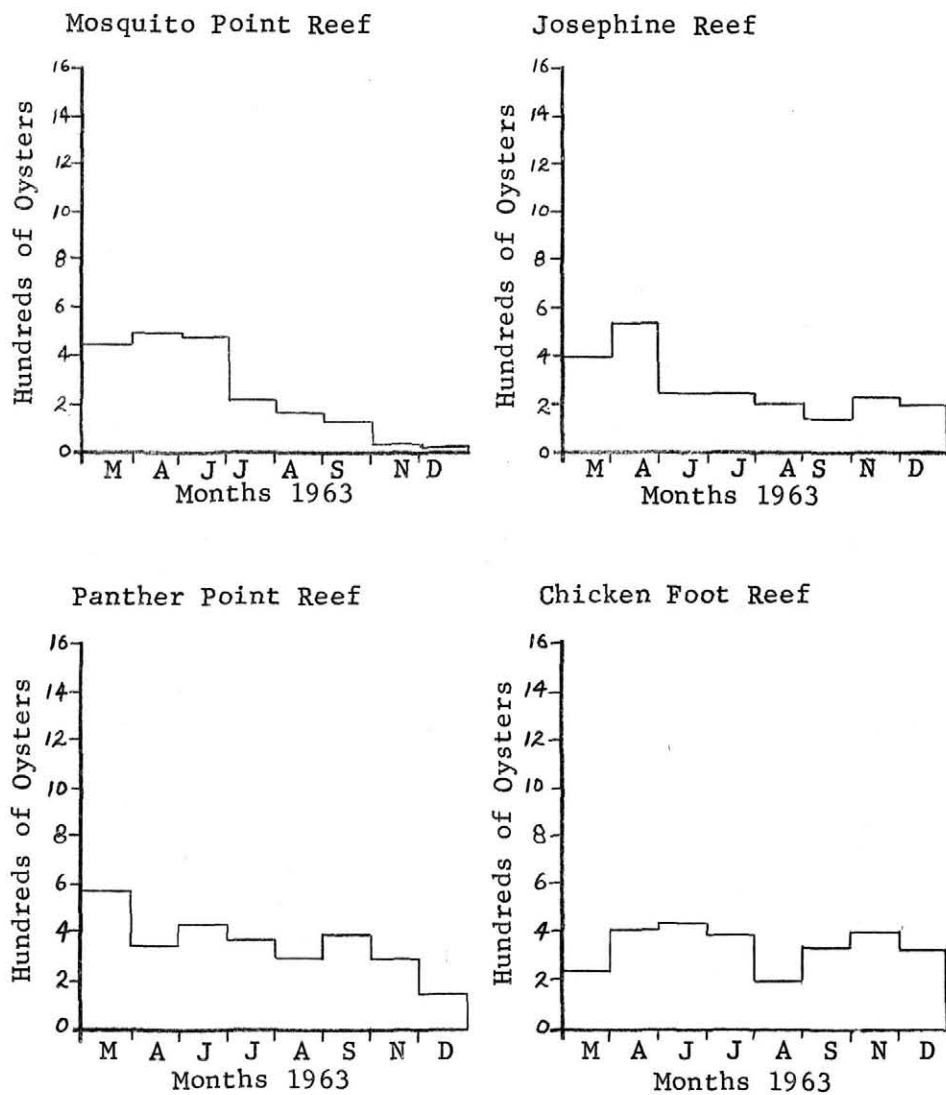 Mosquito Point Reef
Hundreds of Oysters
16
14
12
10
8
6
4
2
0
M A J J A S N D
Months 1963
Josephine Reef
Hundreds of Oysters
16
14
12
10
8
6
4
2
0
M A J J A S N D
Months 1963
Panther Point Reef
Hundreds of Oysters
16
14
12
10
8
6
4
2
0
M A J J A S N D
Months 1963
Chicken Foot Reef
Hundreds of Oysters
16
14
12
10
8
6
4
2
0
M A J J A S N D
Months 1963